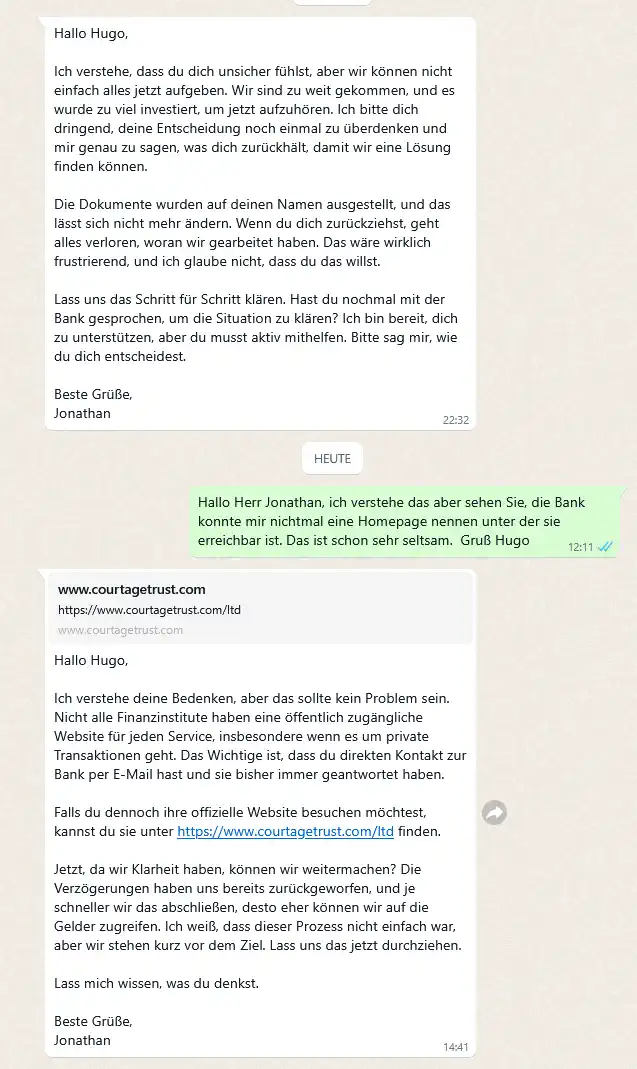 Hallo Hugo,
Ich verstehe, dass du dich unsicher fühlst, aber wir können nicht
einfach alles jetzt aufgeben. Wir sind zu weit gekommen, und es
wurde zu viel investiert, um jetzt aufzuhören. Ich bitte dich
dringend, deine Entscheidung noch einmal zu überdenken und
mir genau zu sagen, was dich zurückhält, damit wir eine Lösung
finden können.
Die Dokumente wurden auf deinen Namen ausgestellt, und das
lässt sich nicht mehr ändern. Wenn du dich zurückziehst, geht
alles verloren, woran wir gearbeitet haben. Das wäre wirklich
frustrierend, und ich glaube nicht, dass du das willst.
Lass uns das Schritt für Schritt klären. Hast du nochmal mit der
Bank gesprochen, um die Situation zu klären? Ich bin bereit, dich
zu unterstützen, aber du musst aktiv mithelfen. Bitte sag mir, wie
du dich entscheidest.
Beste Grüße,
Jonathan
22:32
HEUTE
Hallo Herr Jonathan, ich verstehe das aber sehen Sie, die Bank
konnte mir nichtmal eine Homepage nennen unter der sie
erreichbar ist. Das ist schon sehr seltsam. Gruß Hugo
12:11
www.courtagetrust.com
https://www.courtagetrust.com/ltd
www.courtagetrust.com
Hallo Hugo,
Ich verstehe deine Bedenken, aber das sollte kein Problem sein.
Nicht alle Finanzinstitute haben eine öffentlich zugängliche
Website für jeden Service, insbesondere wenn es um private
Transaktionen geht. Das Wichtige ist, dass du direkten Kontakt zur
Bank per E-Mail hast und sie bisher immer geantwortet haben.
Falls du dennoch ihre offizielle Website besuchen möchtest,
kannst du sie unter https://www.courtagetrust.com/ltd finden.
Jetzt, da wir Klarheit haben, können wir weitermachen? Die
Verzögerungen haben uns bereits zurückgeworfen, und je
schneller wir das abschließen, desto eher können wir auf die
Gelder zugreifen. Ich weiß, dass dieser Prozess nicht einfach war,
aber wir stehen kurz vor dem Ziel. Lass uns das jetzt durchziehen.
Lass mich wissen, was du denkst.
Beste Grüße,
Jonathan
14:41